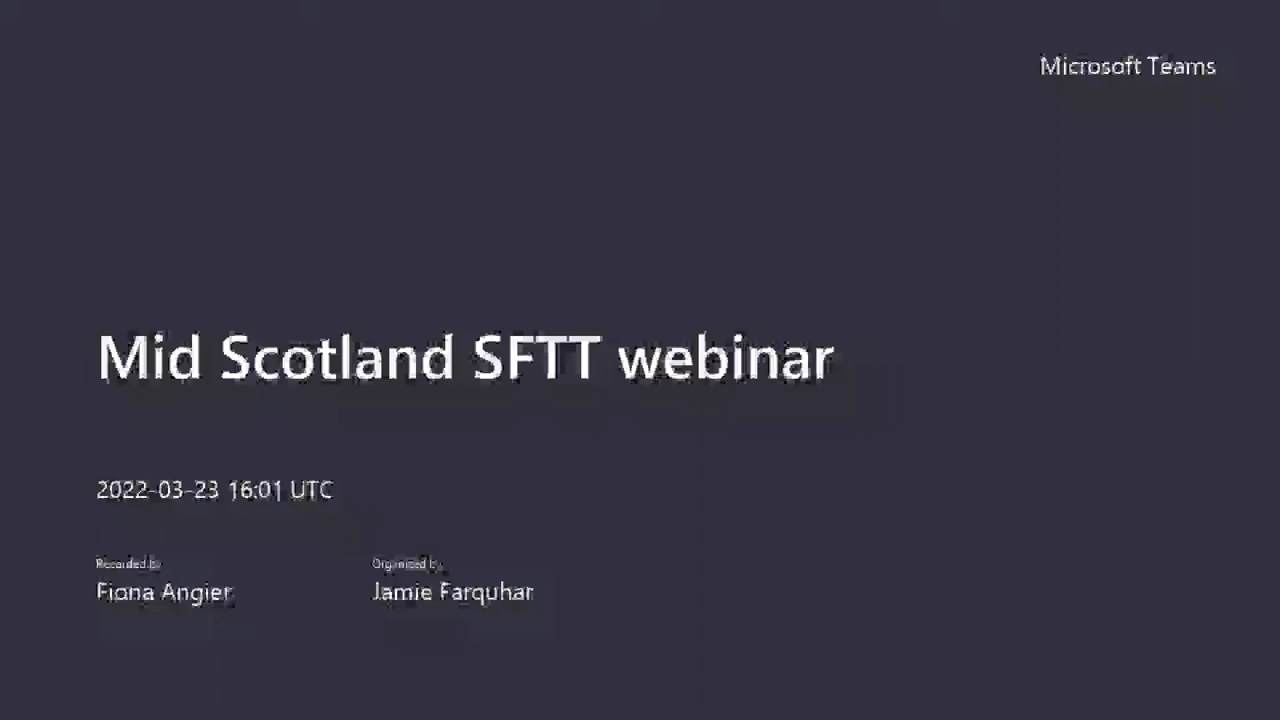 Microsoft Teams
Mid Scotland SFTT webinar
2022-03-23 16:01 UTC
Recorded by
Organized by
Fiona Angier
Jamie Farquhar